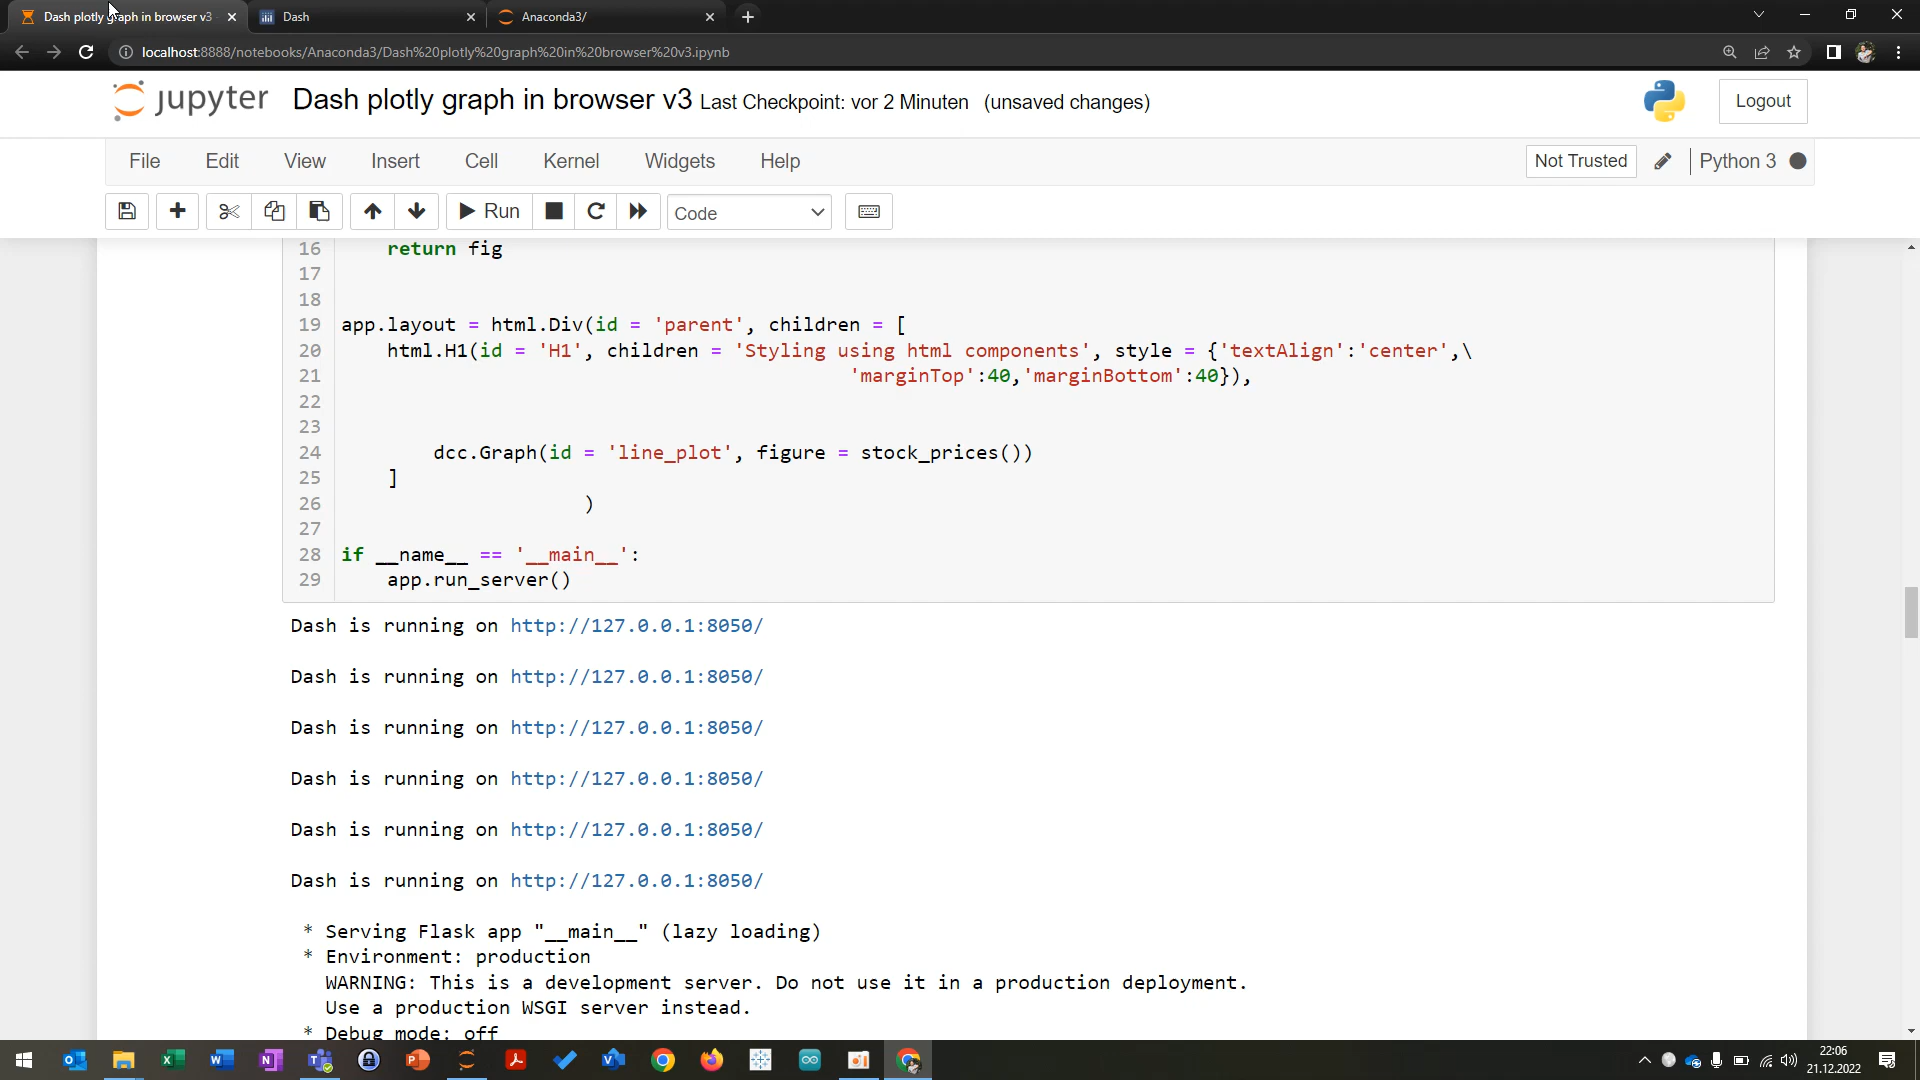 Dash plotly graph in browser v3
Dash
Anaconda3/
localhost:8888/notebooks/Anaconda3/Dash%20plotly%20graph%20in%20browser%20v3.ipynb
jupyter Dash plotly graph in browser v3 Last Checkpoint: vor 2 Minuten (unsaved changes)
Logout
File Edit View Insert Cell Kernel Widgets Help
Not Trusted Python 3
Run Code
16 return fig
17
18
19 app.layout = html.Div(id = 'parent', children = [
20 html.H1(id = 'H1', children = 'Styling using html components', style = {'textAlign':'center',\
21 'marginTop':40,'marginBottom':40}),
22
23
24 dcc.Graph(id = 'line_plot', figure = stock_prices())
25 ]
26 )
27
28 if __name__ == '__main__':
29 app.run_server()
Dash is running on http://127.0.0.1:8050/
Dash is running on http://127.0.0.1:8050/
Dash is running on http://127.0.0.1:8050/
Dash is running on http://127.0.0.1:8050/
Dash is running on http://127.0.0.1:8050/
Dash is running on http://127.0.0.1:8050/
* Serving Flask app "__main__" (lazy loading)
* Environment: production
WARNING: This is a development server. Do not use it in a production deployment.
Use a production WSGI server instead.
* Debug mode: off
22:06
21.12.2022